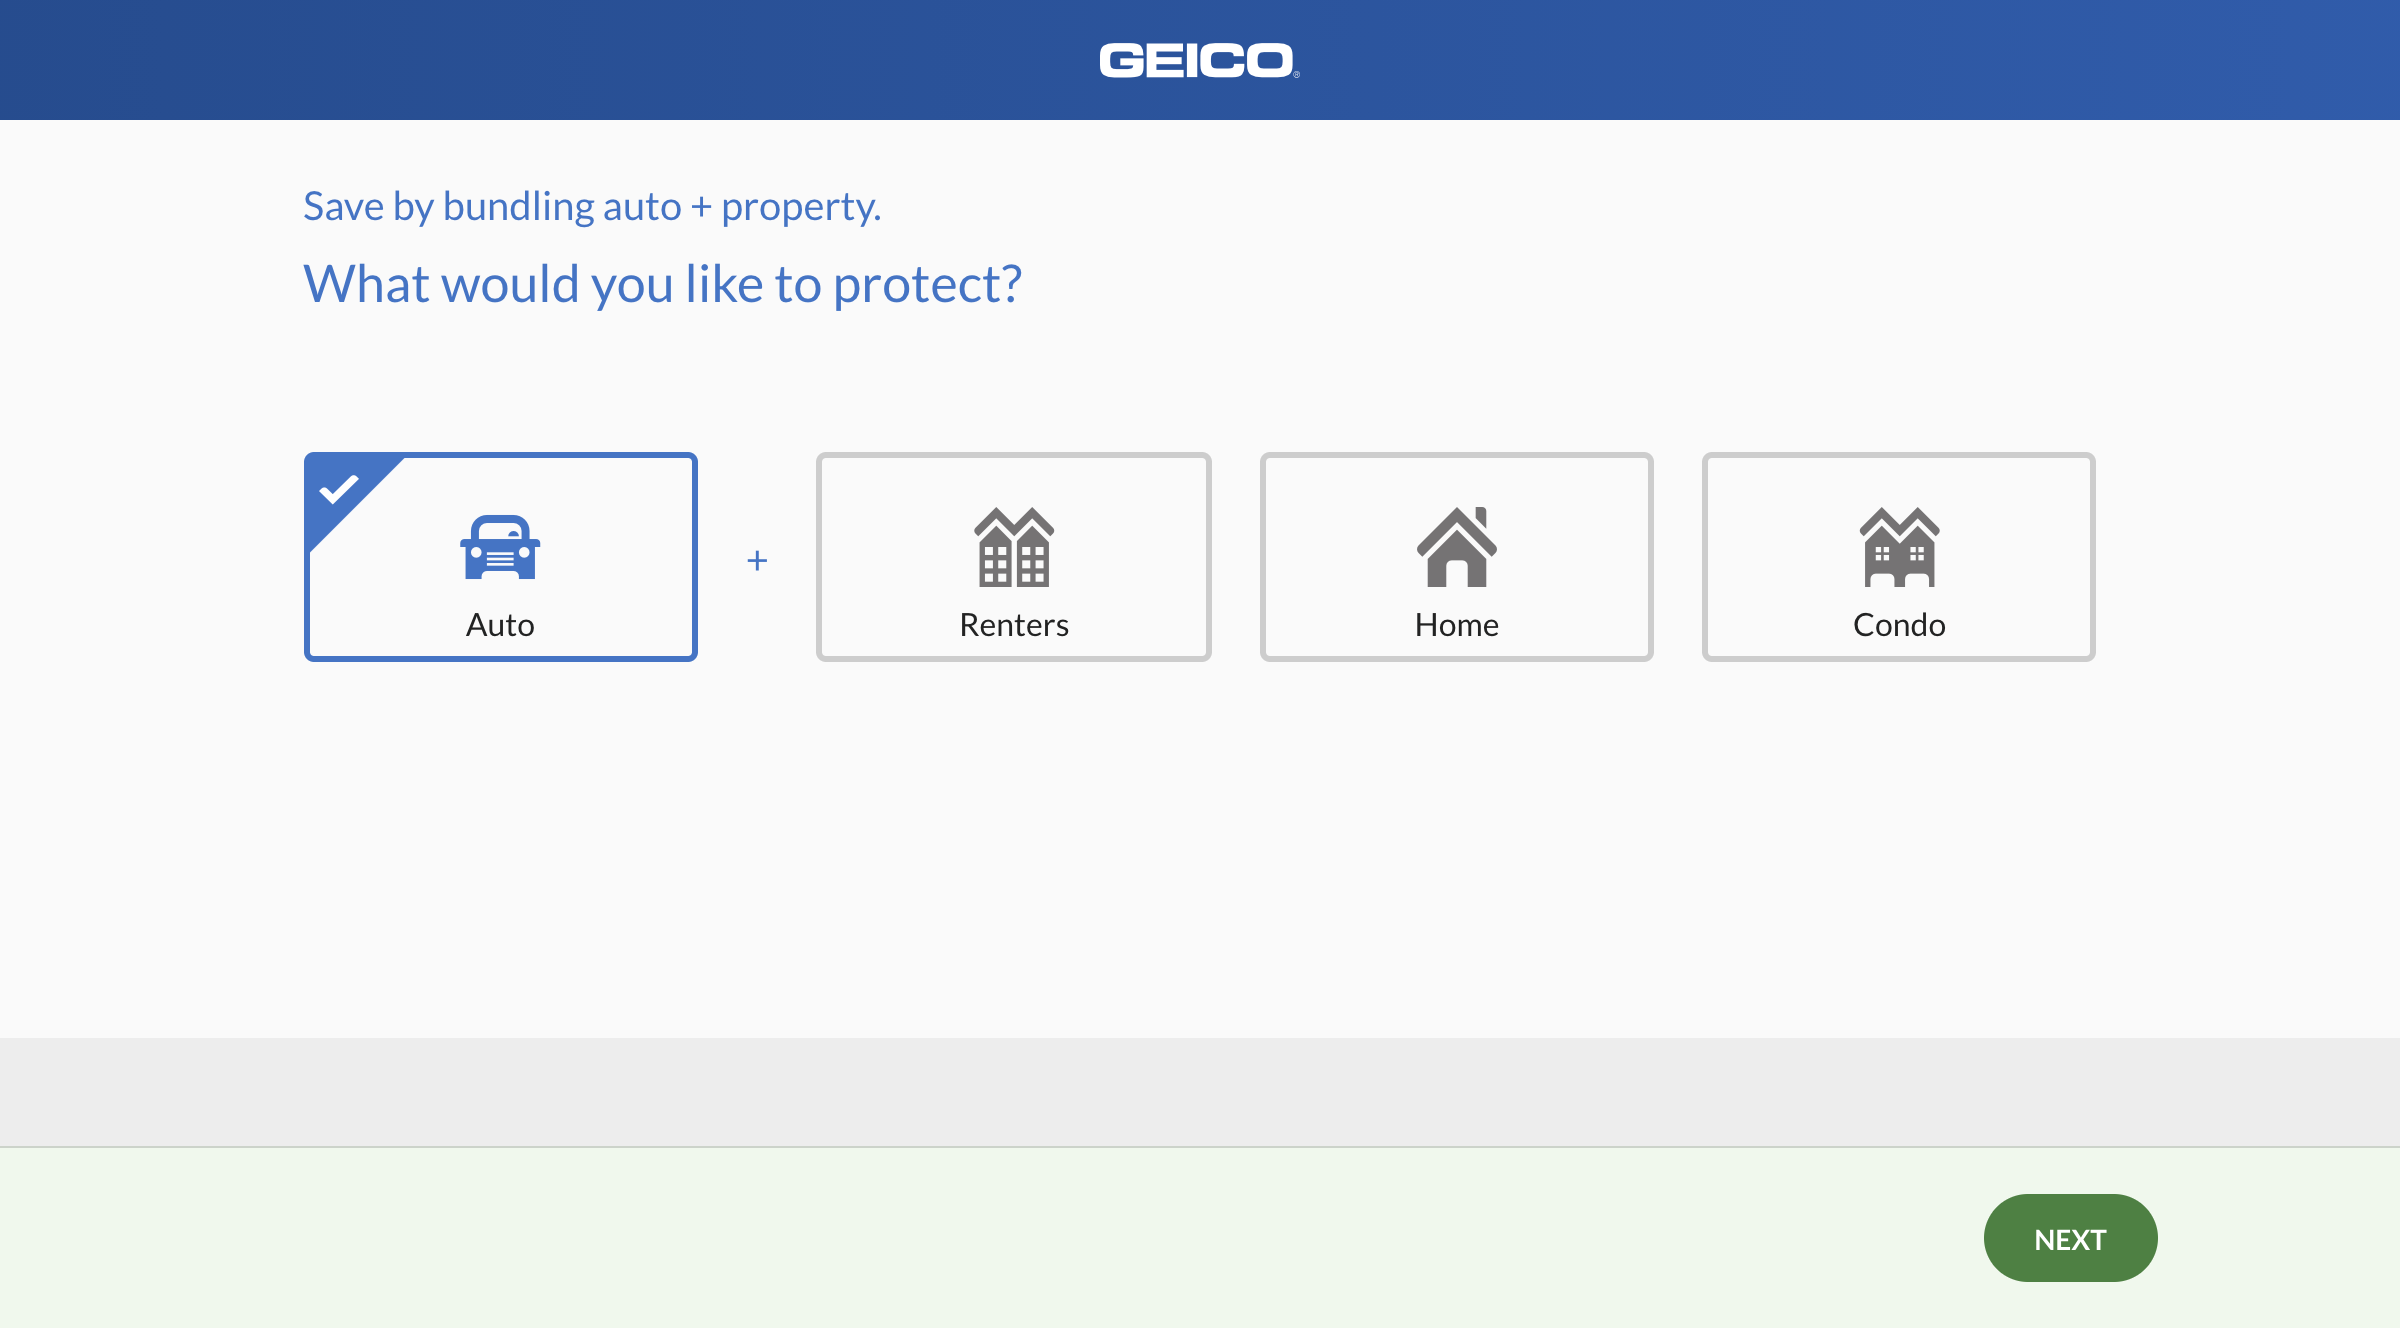 GEICO®
Save by bundling auto + property.
What would you like to protect?
Auto
+
Renters
Home
Condo
NEXT